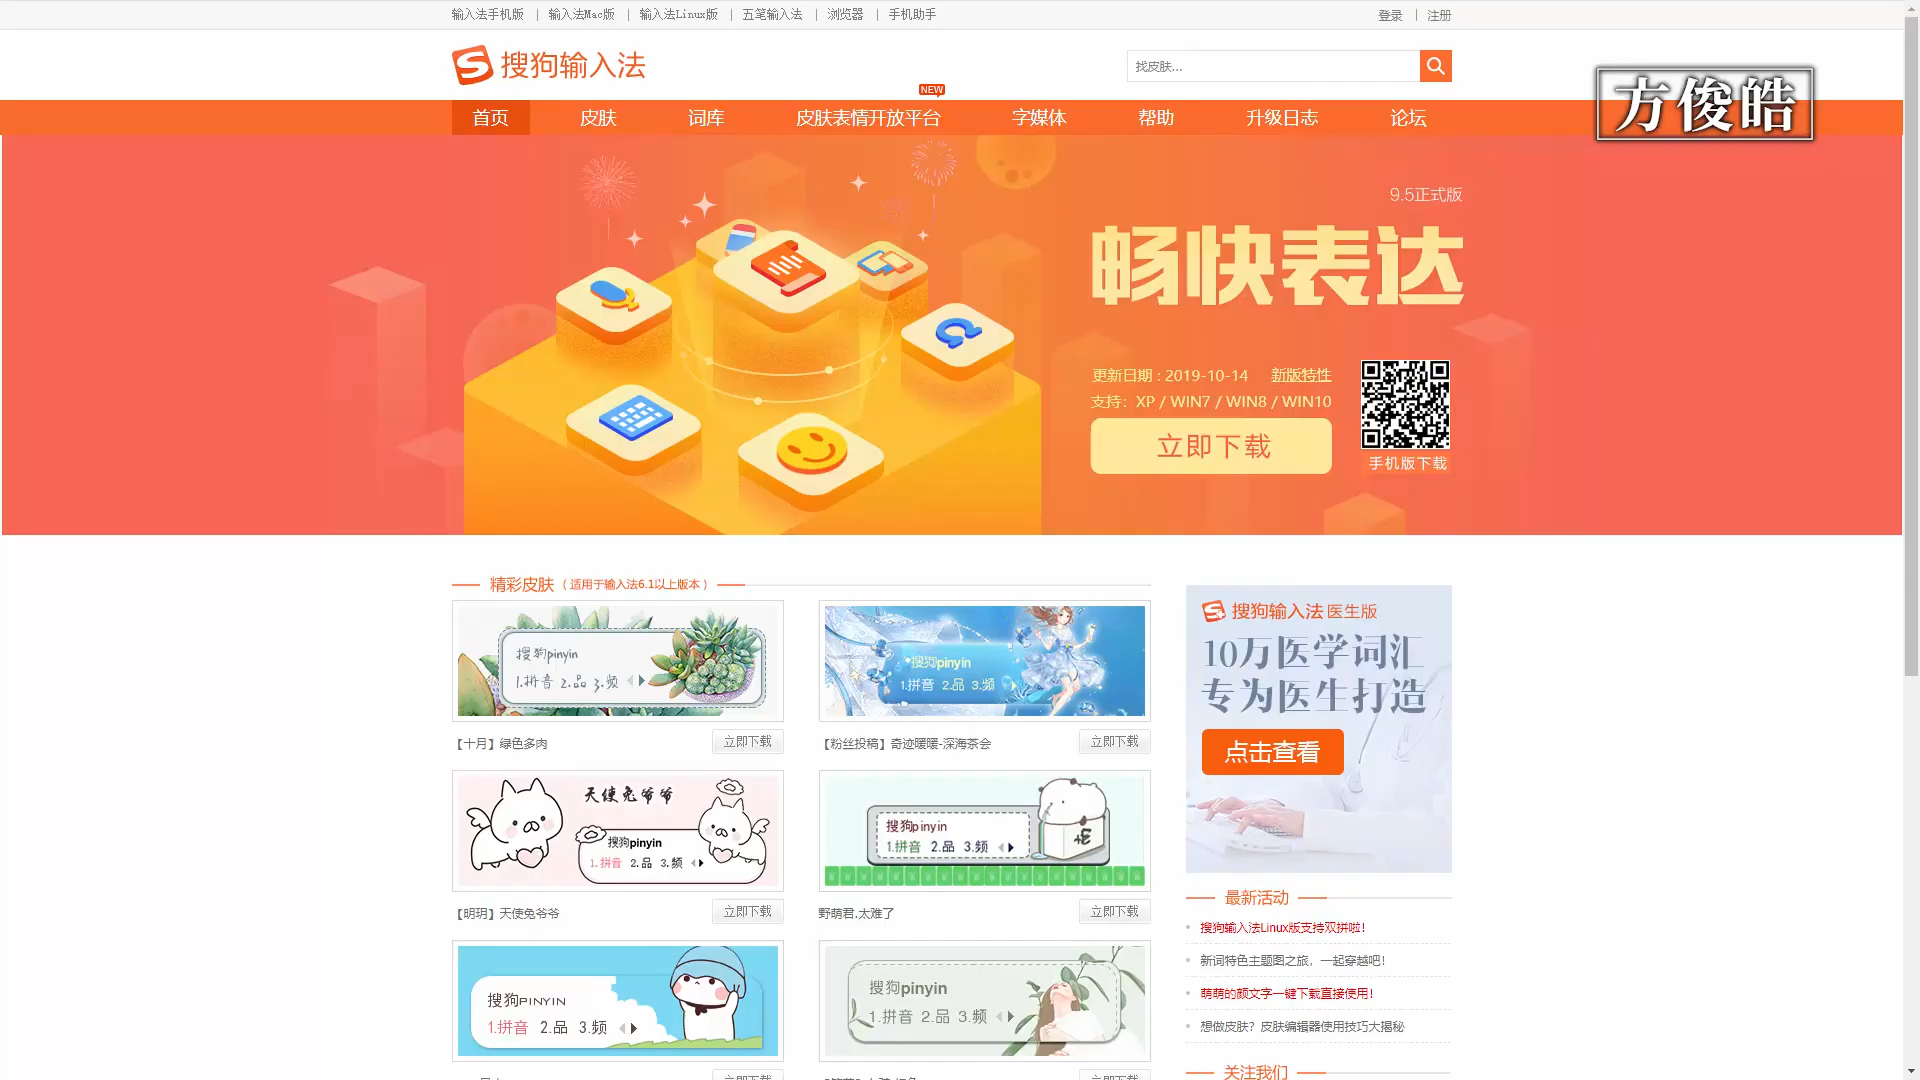 输入法手机版 | 输入法Mac版 | 输入法Linux版 | 五笔输入法 | 浏览器 | 手机助手
登录 | 注册
搜狗输入法
找皮肤...
NEW
首页 皮肤 词库 皮肤表情开放平台 字媒体 帮助 升级日志 论坛
方俊皓
9.5正式版
畅快表达
更新日期 : 2019-10-14 新版特性
支持：XP / WIN7 / WIN8 / WIN10
立即下载
手机版下载
精彩皮肤 （ 适用于输入法6.1以上版本 ）
搜狗pinyin
1.拼音 2.品 3.频
【十月】绿色多肉
立即下载
搜狗pinyin
1.拼音 2.品 3.频
【粉丝投稿】奇迹暖暖-深海茶会
立即下载
天使兔爷爷
搜狗pinyin
1.拼音 2.品 3.频
【明玥】天使兔爷爷
立即下载
搜狗pinyin
1.拼音 2.品 3.频
野萌君.太难了
立即下载
搜狗PINYIN
1.拼音 2.品 3.频
立即下载
搜狗pinyin
1.拼音 2.品 3.频
立即下载
搜狗输入法 医生版
10万医学词汇
专为医生打造
点击查看
最新活动
搜狗输入法Linux版支持双拼啦！
新词特色主题图之旅，一起穿越吧！
萌萌的颜文字一键下载直接使用！
想做皮肤？皮肤编辑器使用技巧大揭秘
关注我们